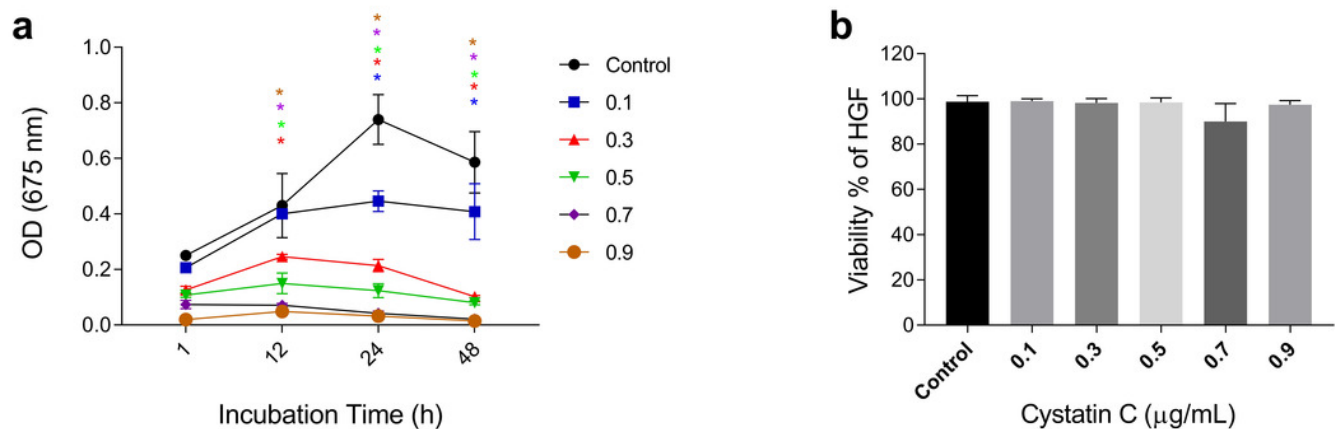 a
1.0
0.8
0.6
0.4
0.2
0.0
OD (675 nm)
* * * *
* * * * *
* * * * *
1 12 24 48
Incubation Time (h)
Control
0.1
0.3
0.5
0.7
0.9
b
120
100
80
60
40
20
0
Viability % of HGF
Control 0.1 0.3 0.5 0.7 0.9
Cystatin C (μg/mL)